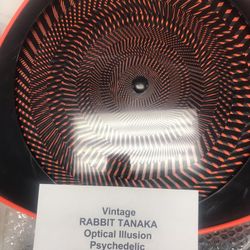 Vintage
RABBIT TANAKA
Optical Illusion
Psychedelic